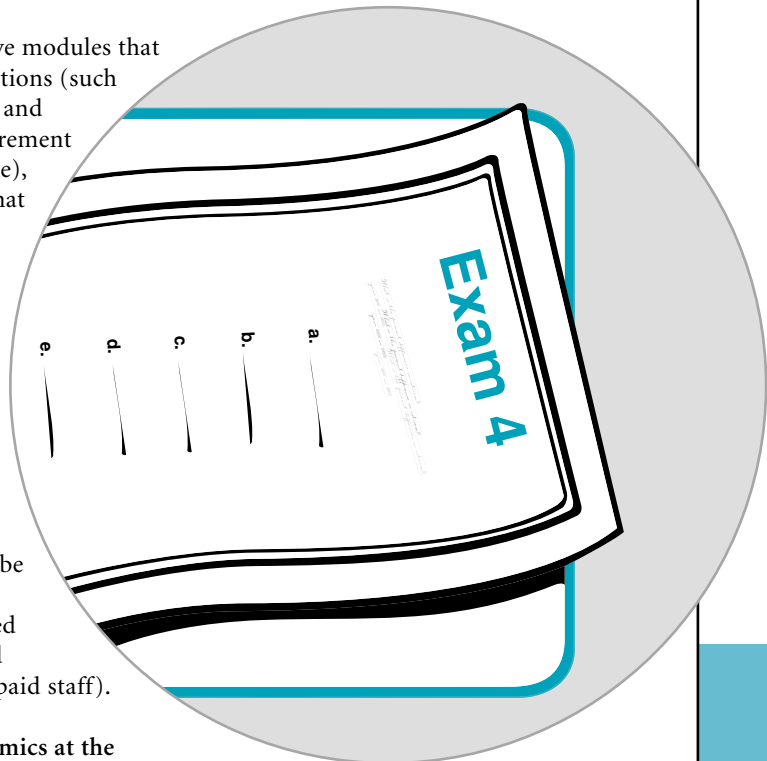 ve modules that
tions (such
and
rement
e),
hat
be
ed
paid staff).
mics at the
Exam 4
a.
b.
c.
d.
e.